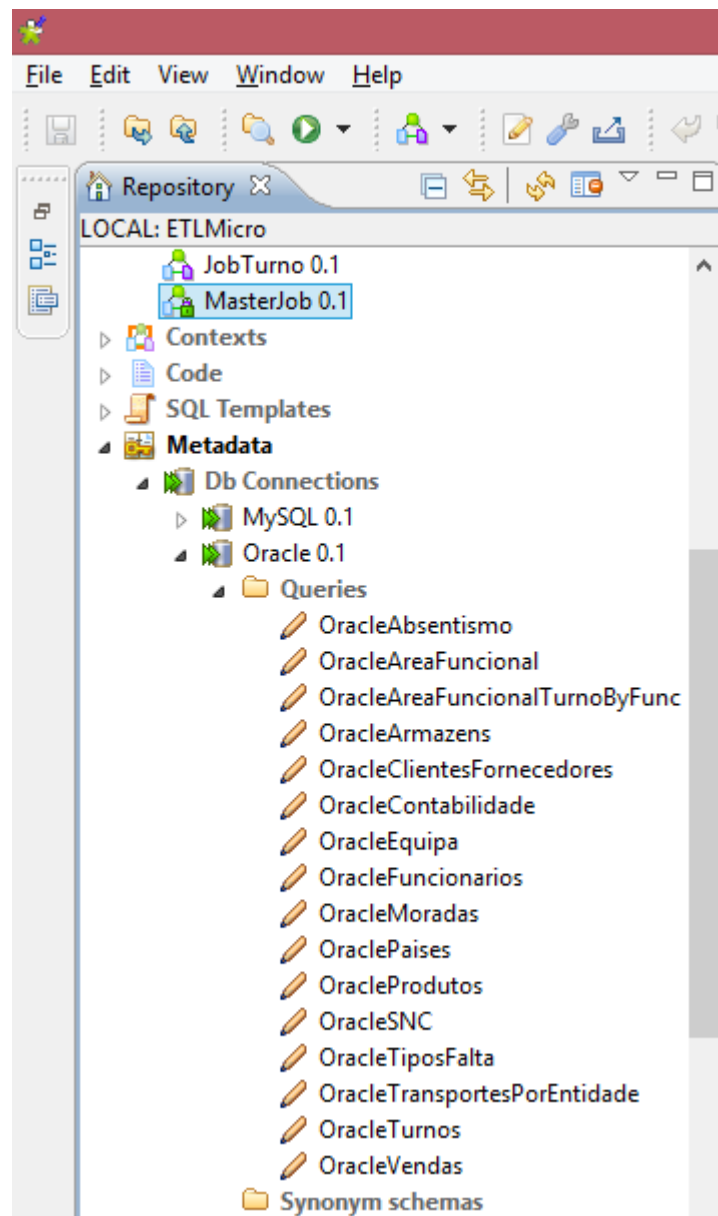 File Edit View Window Help
Repository
LOCAL: ETLMicro
JobTurno 0.1
MasterJob 0.1
Contexts
Code
SQL Templates
Metadata
Db Connections
MySQL 0.1
Oracle 0.1
Queries
OracleAbsentismo
OracleAreaFuncional
OracleAreaFuncionalTurnoByFunc
OracleArmazens
OracleClientesFornecedores
OracleContabilidade
OracleEquipa
OracleFuncionarios
OracleMoradas
OraclePaises
OracleProdutos
OracleSNC
OracleTiposFalta
OracleTransportesPorEntidade
OracleTurnos
OracleVendas
Synonym schemas